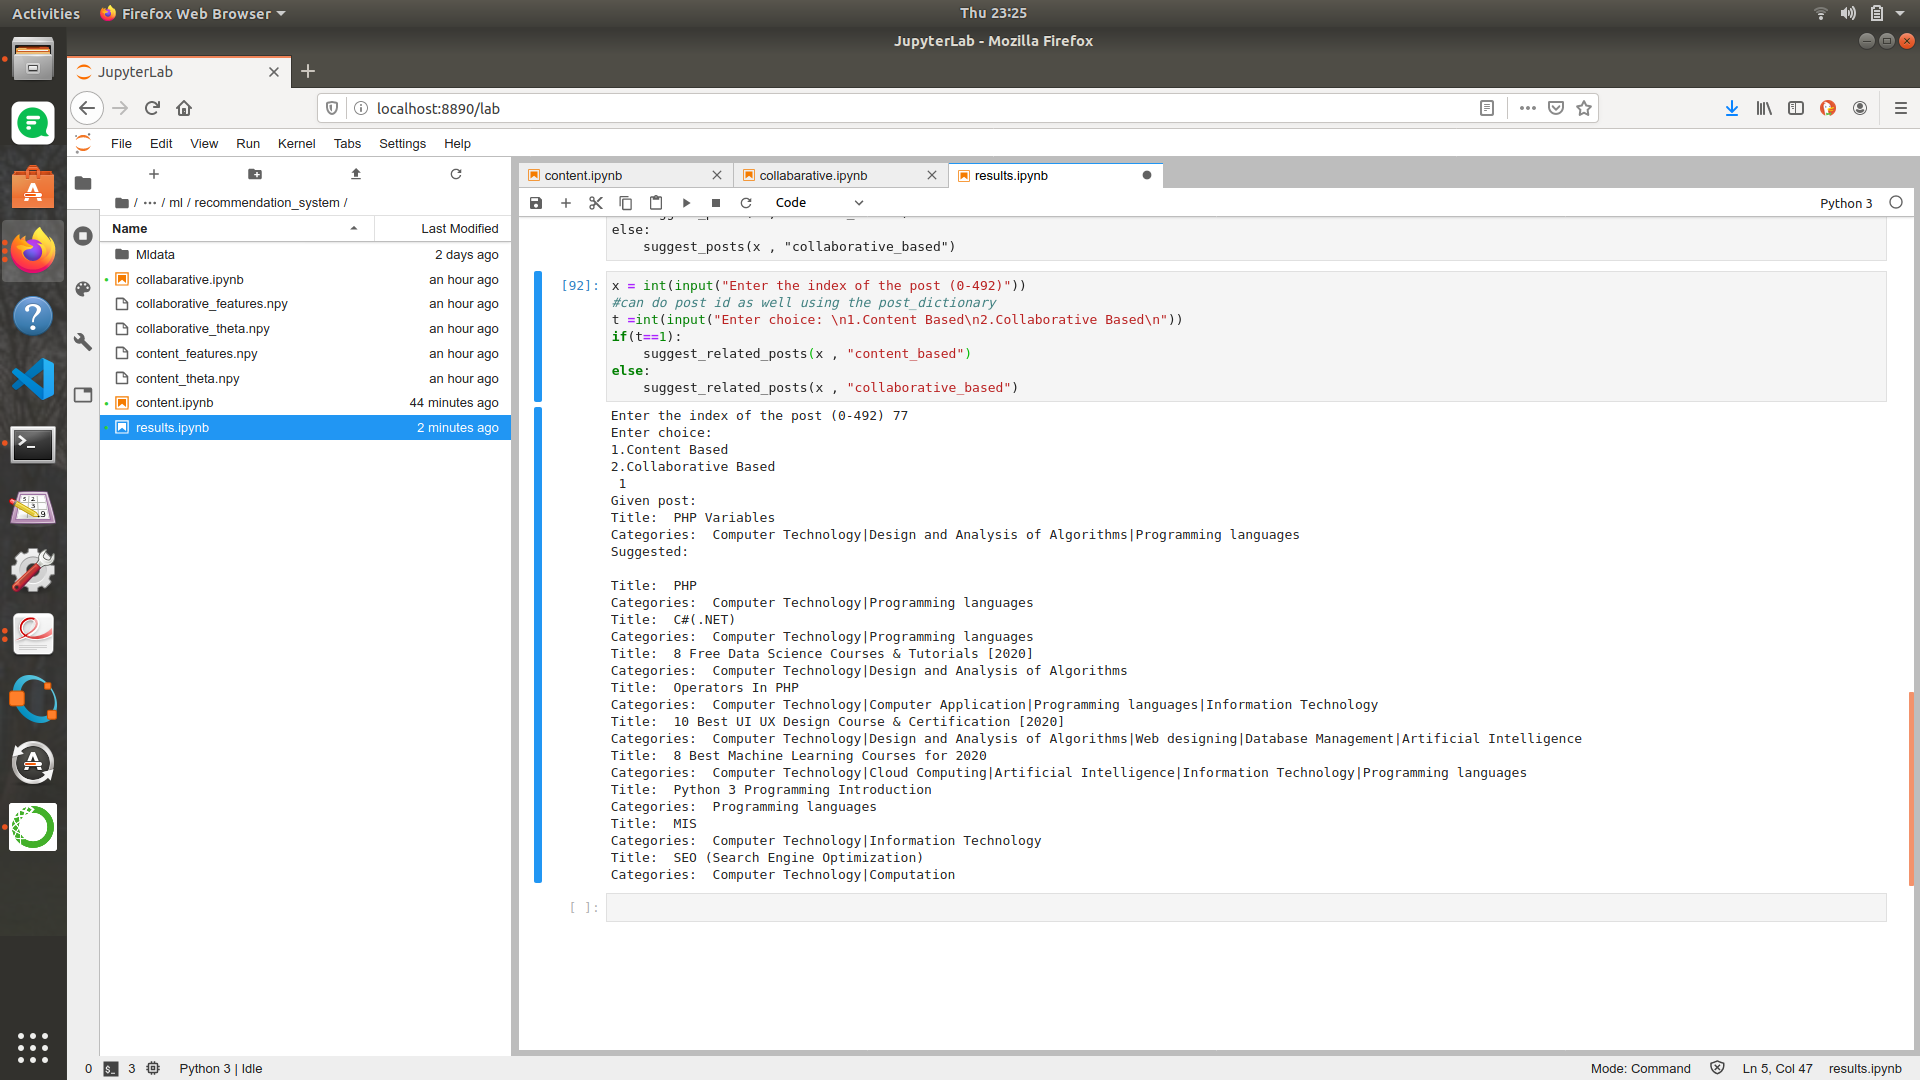 Activities Firefox Web Browser Thu 23:25
JupyterLab - Mozilla Firefox
JupyterLab
localhost:8890/lab
File Edit View Run Kernel Tabs Settings Help
/ ··· / ml / recommendation_system /
Name Last Modified
Mldata 2 days ago
collabarative.ipynb an hour ago
collaborative_features.npy an hour ago
collaborative_theta.npy an hour ago
content_features.npy an hour ago
content_theta.npy an hour ago
content.ipynb 44 minutes ago
results.ipynb 2 minutes ago
content.ipynb collabarative.ipynb results.ipynb
Code Python 3
else:
    suggest_posts(x , "collaborative_based")
[92]: x = int(input("Enter the index of the post (0-492)"))
#can do post id as well using the post_dictionary
t =int(input("Enter choice: \n1.Content Based\n2.Collaborative Based\n"))
if(t==1):
    suggest_related_posts(x , "content_based")
else:
    suggest_related_posts(x , "collaborative_based")
Enter the index of the post (0-492) 77
Enter choice:
1.Content Based
2.Collaborative Based
 1
Given post:
Title:  PHP Variables
Categories:  Computer Technology|Design and Analysis of Algorithms|Programming languages
Suggested:
Title:  PHP
Categories:  Computer Technology|Programming languages
Title:  C#(.NET)
Categories:  Computer Technology|Programming languages
Title:  8 Free Data Science Courses & Tutorials [2020]
Categories:  Computer Technology|Design and Analysis of Algorithms
Title:  Operators In PHP
Categories:  Computer Technology|Computer Application|Programming languages|Information Technology
Title:  10 Best UI UX Design Course & Certification [2020]
Categories:  Computer Technology|Design and Analysis of Algorithms|Web designing|Database Management|Artificial Intelligence
Title:  8 Best Machine Learning Courses for 2020
Categories:  Computer Technology|Cloud Computing|Artificial Intelligence|Information Technology|Programming languages
Title:  Python 3 Programming Introduction
Categories:  Programming languages
Title:  MIS
Categories:  Computer Technology|Information Technology
Title:  SEO (Search Engine Optimization)
Categories:  Computer Technology|Computation
[ ]:
0 3 Python 3 | Idle Mode: Command Ln 5, Col 47 results.ipynb